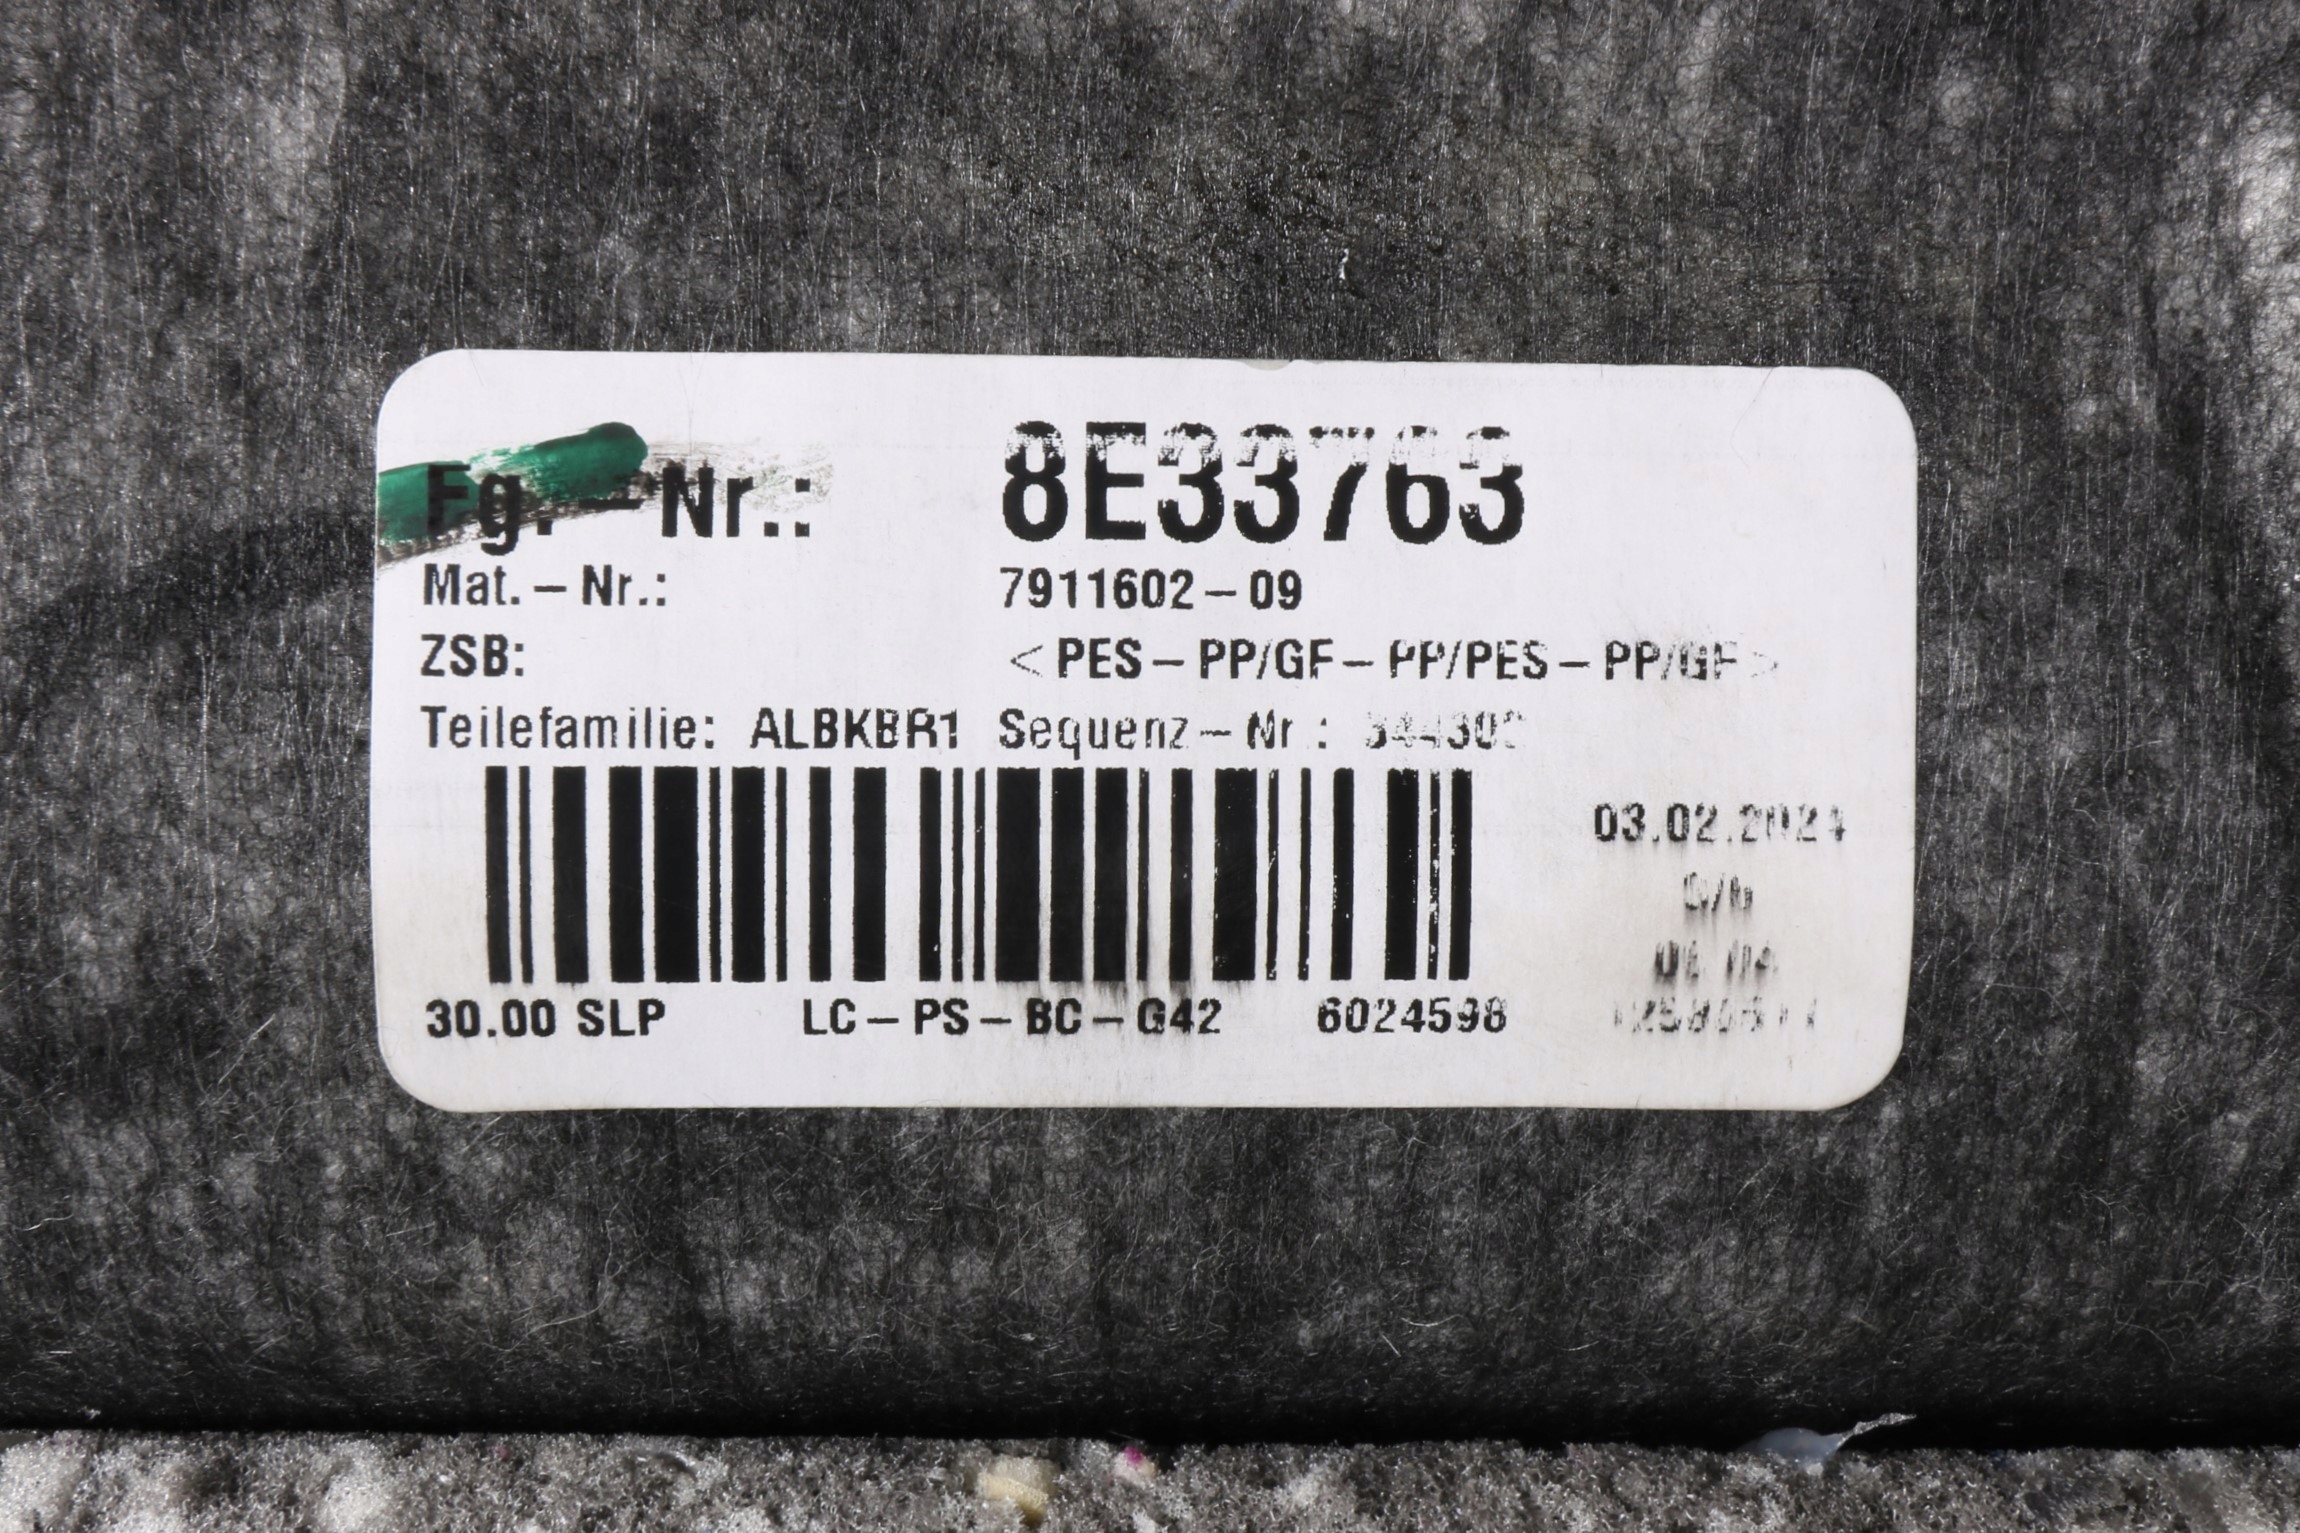 Fg.-Nr.: 8E33763
Mat.-Nr.: 7911602-09
ZSB: <PES-PP/GF-PP/PES-PP/GF>
Teilefamilie: ALBKBR1 Sequenz-Nr.:
03.02.2024
30.00 SLP LC-PS-BC-G42 6024598